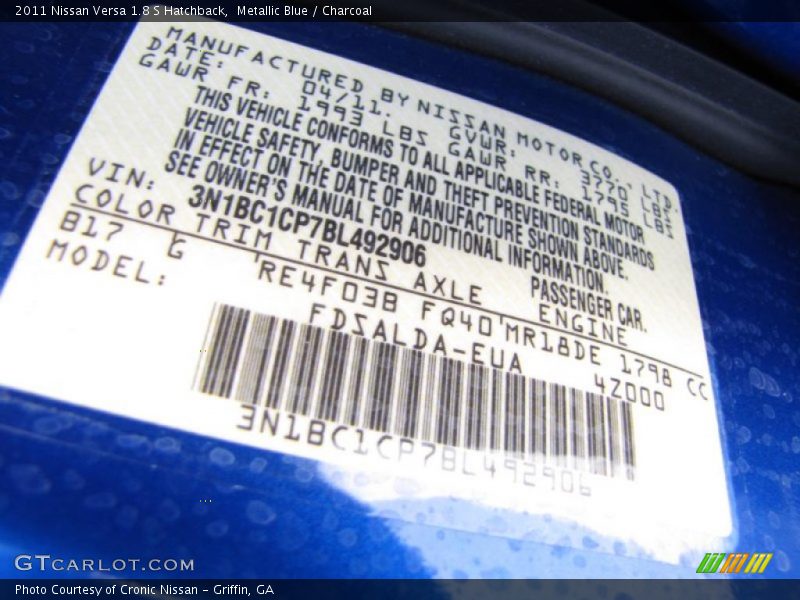 2011 Nissan Versa 1.8 S Hatchback,  Metallic Blue / Charcoal
MANUFACTURED BY NISSAN MOTOR CO., LTD.
DATE: 04/11. GVWR: 3770 LBS
GAWR FR: 1993 LBS GAWR RR: 1795 LBS
THIS VEHICLE CONFORMS TO ALL APPLICABLE FEDERAL MOTOR
VEHICLE SAFETY, BUMPER AND THEFT PREVENTION STANDARDS
IN EFFECT ON THE DATE OF MANUFACTURE SHOWN ABOVE.
SEE OWNER'S MANUAL FOR ADDITIONAL INFORMATION.
VIN: 3N1BC1CP7BL492906 PASSENGER CAR.
COLOR TRIM TRANS AXLE ENGINE
B17 G RE4F03B FQ40 MR18DE 1798 CC
MODEL: FDSALDA-EUA 4Z000
3N1BC1CP7BL492906
GTCARLOT.COM
Photo Courtesy of Cronic Nissan – Griffin, GA